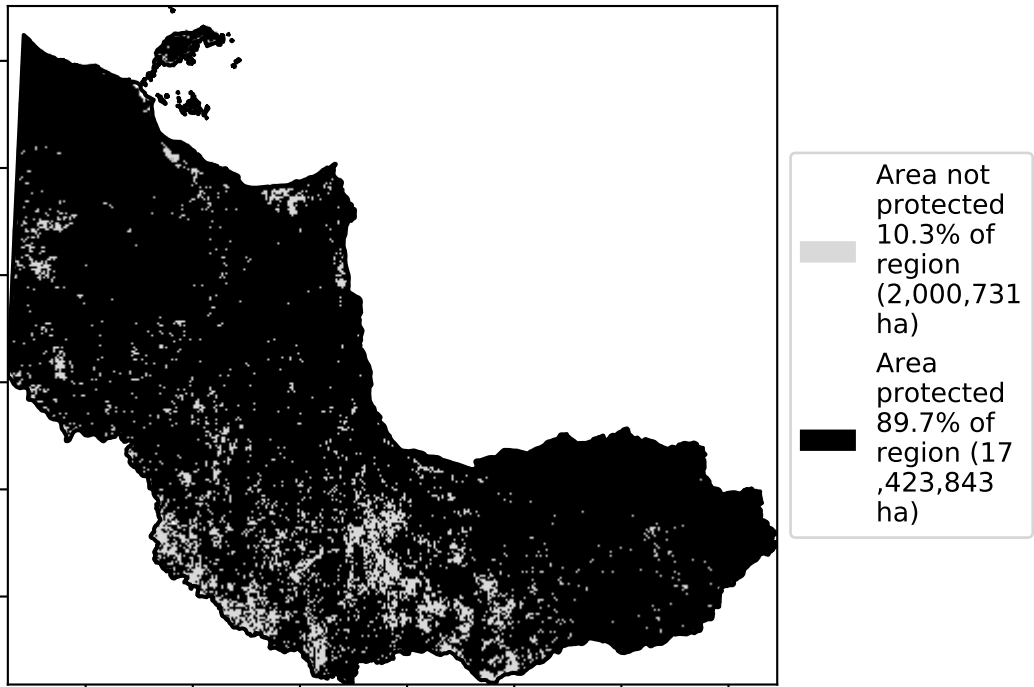 Area not
protected
10.3% of
region
(2,000,731
ha)
Area
protected
89.7% of
region (17
,423,843
ha)